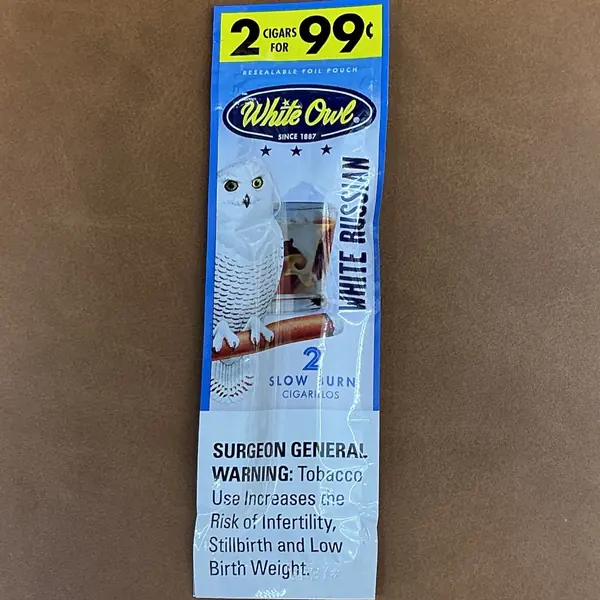 2 CIGARS FOR 99¢
RESEALABLE FOIL POUCH
White Owl®
SINCE 1887
WHITE RUSSIAN
2
SLOW BURN
CIGARILLOS
SURGEON GENERAL
WARNING: Tobacco
Use Increases the
Risk of Infertility,
Stillbirth and Low
Birth Weight.